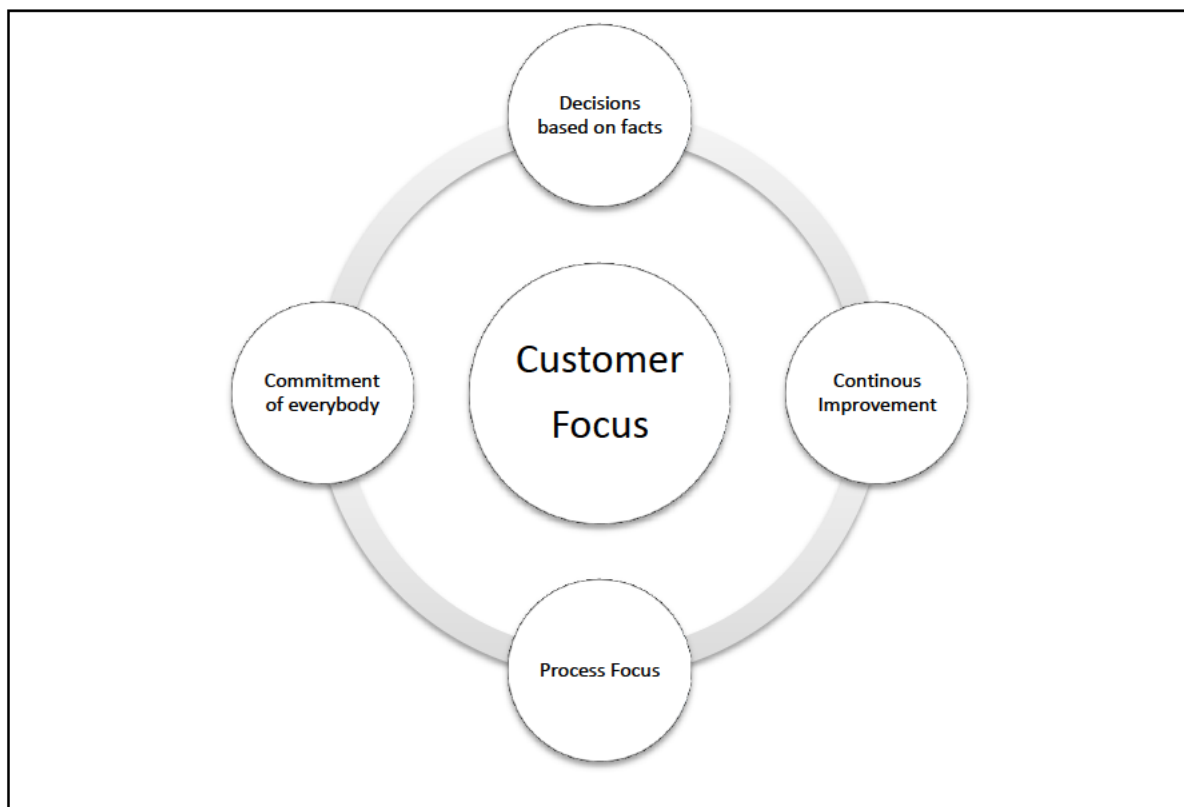 Decisions
based on facts
Commitment
of everybody
Customer
Focus
Continous
Improvement
Process Focus